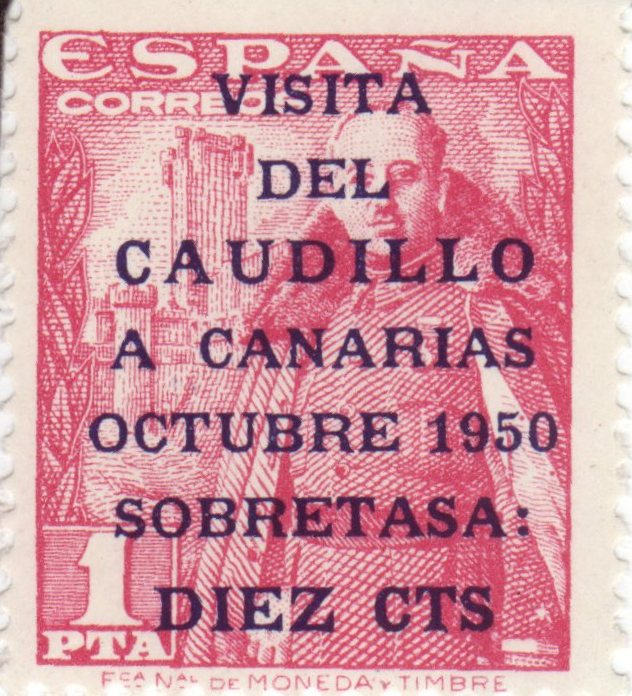 ESPAÑA
CORREOS
VISITA
DEL
CAUDILLO
A CANARIAS
OCTUBRE 1950
SOBRETASA:
DIEZ CTS
1
PTA
FCA NAL DE MONEDA Y TIMBRE